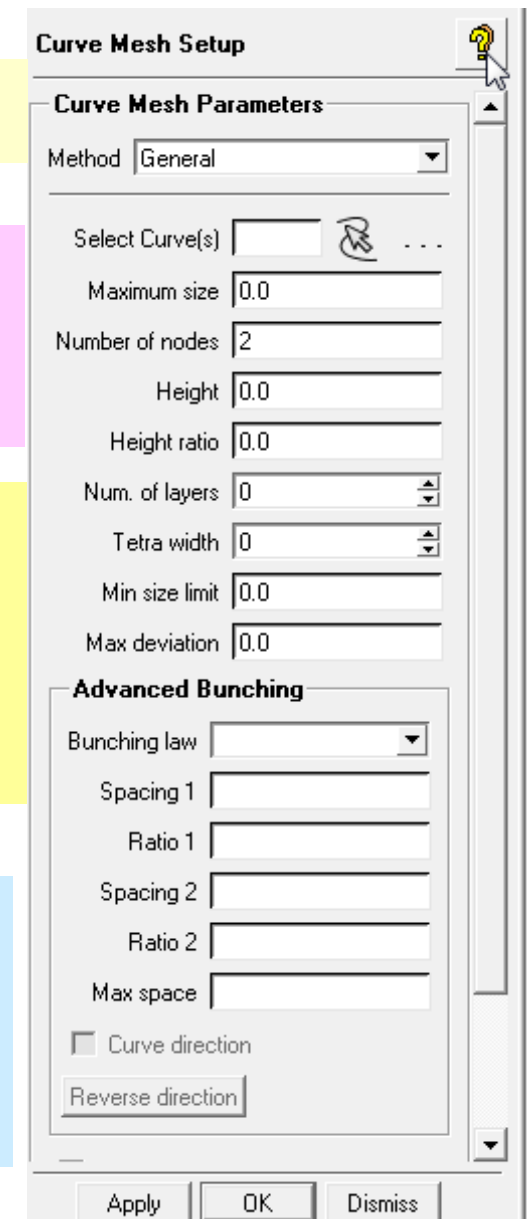 Curve Mesh Setup
Curve Mesh Parameters
Method General
Select Curve(s) ...
Maximum size 0.0
Number of nodes 2
Height 0.0
Height ratio 0.0
Num. of layers 0
Tetra width 0
Min size limit 0.0
Max deviation 0.0
Advanced Bunching
Bunching law
Spacing 1
Ratio 1
Spacing 2
Ratio 2
Max space
Curve direction
Reverse direction
Apply OK Dismiss